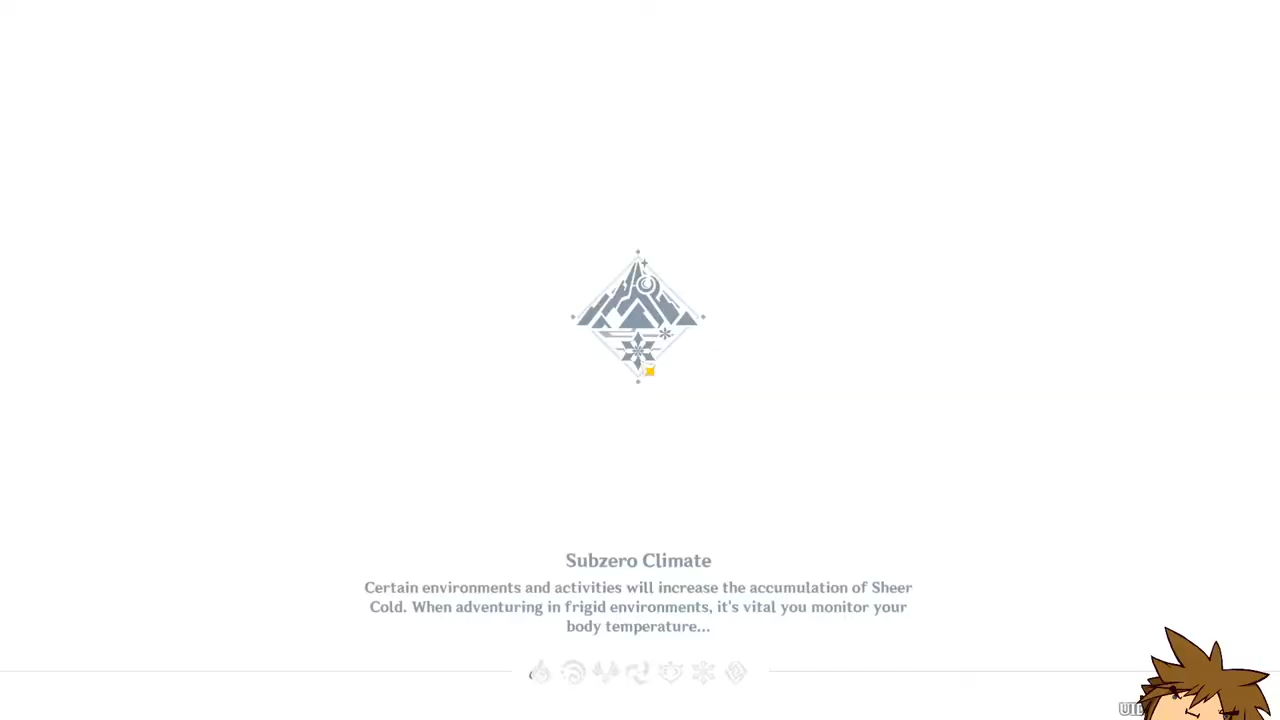 Subzero Climate
Certain environments and activities will increase the accumulation of Sheer
Cold. When adventuring in frigid environments, it's vital you monitor your
body temperature...